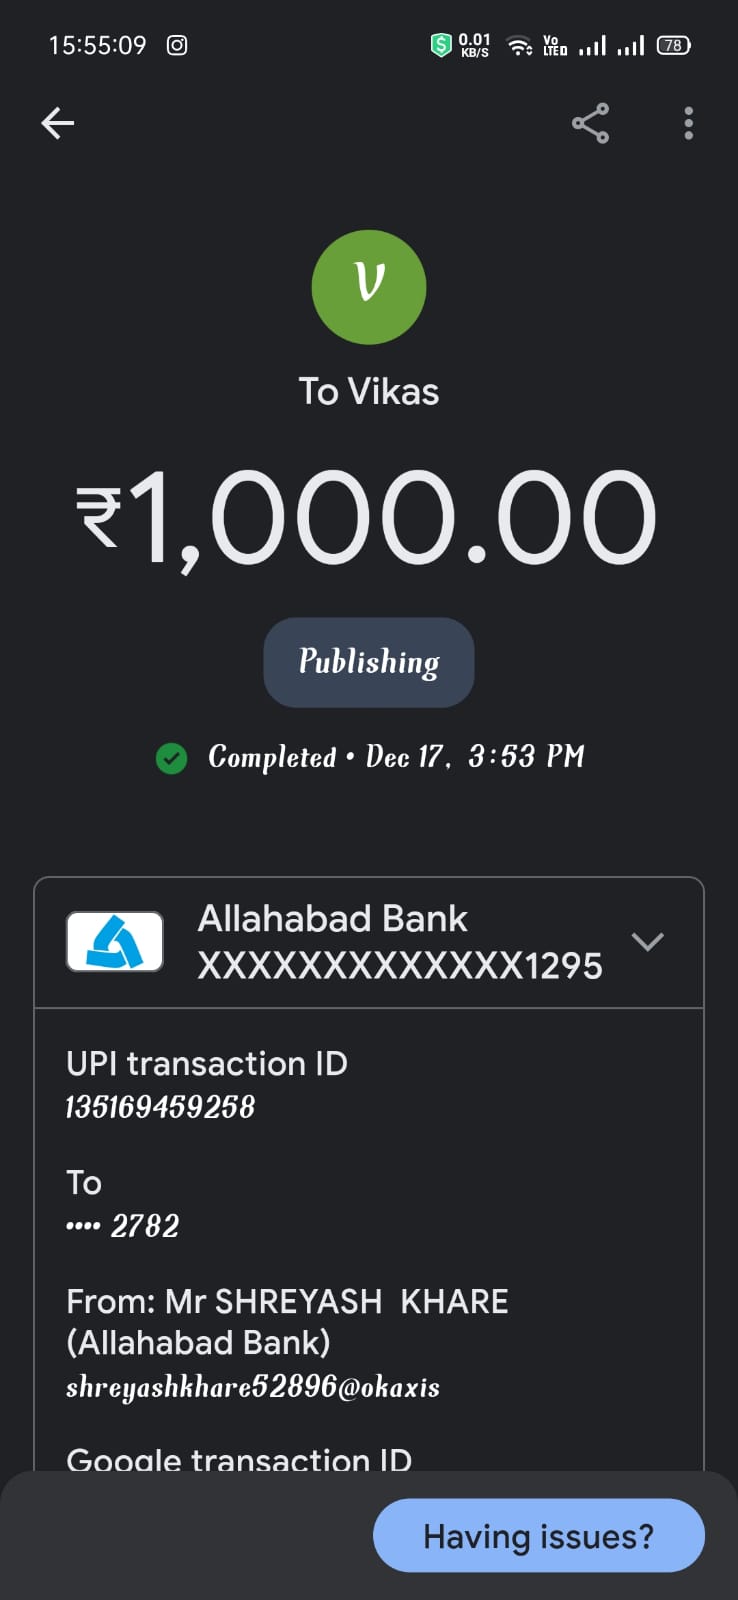 15:55:09
0.01 KB/S Vo LTE 78
V
To Vikas
₹1,000.00
Publishing
Completed • Dec 17, 3:53 PM
Allahabad Bank
XXXXXXXXXXXXX1295
UPI transaction ID
135169459258
To
•••• 2782
From: Mr SHREYASH KHARE
(Allahabad Bank)
shreyashkhare52896@okaxis
Google transaction ID
Having issues?